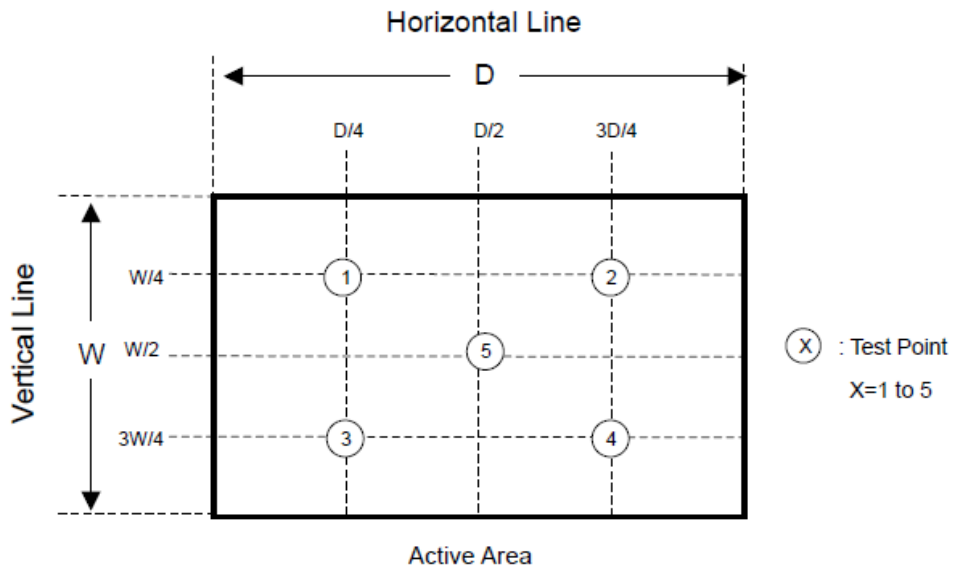 Horizontal Line
D
D/4 D/2 3D/4
Vertical Line
W
W/4
W/2
3W/4
1 2
5
3 4
X : Test Point
X=1 to 5
Active Area